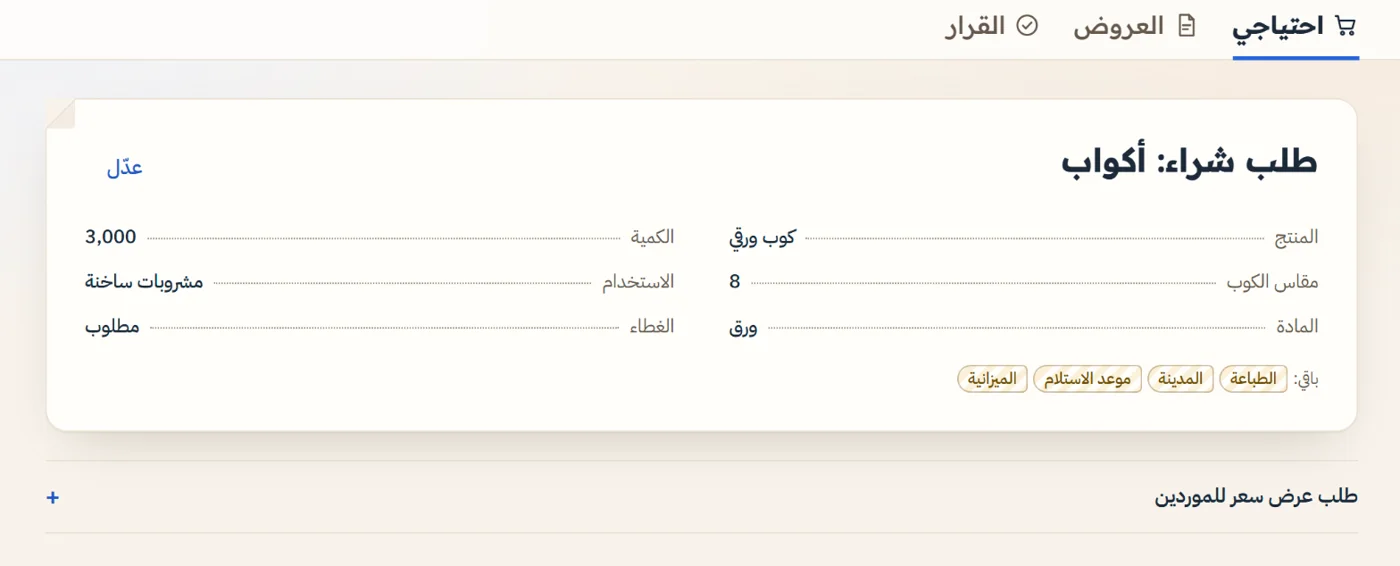 احتياجي العروض القرار
طلب شراء: أكواب
عدّل
المنتج كوب ورقي
الكمية 3,000
مقاس الكوب 8
الاستخدام مشروبات ساخنة
المادة ورق
الغطاء مطلوب
باقي: الطباعة المدينة موعد الاستلام الميزانية
طلب عرض سعر للموردين +